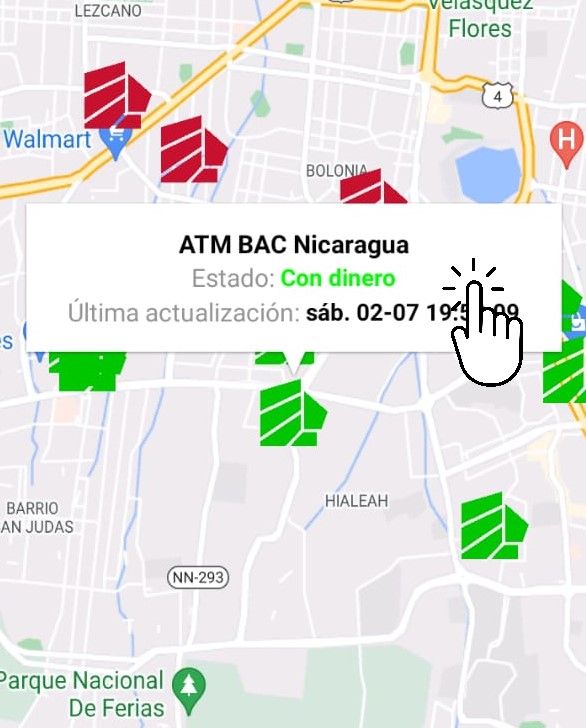 LEZCANO
Velásquez
Flores
4
Walmart
H
BOLONIA
ATM BAC Nicaragua
Estado: Con dinero
Última actualización: sáb. 02-07
es
HIALEAH
BARRIO
AN JUDAS
NN-293
Parque Nacional
De Ferias